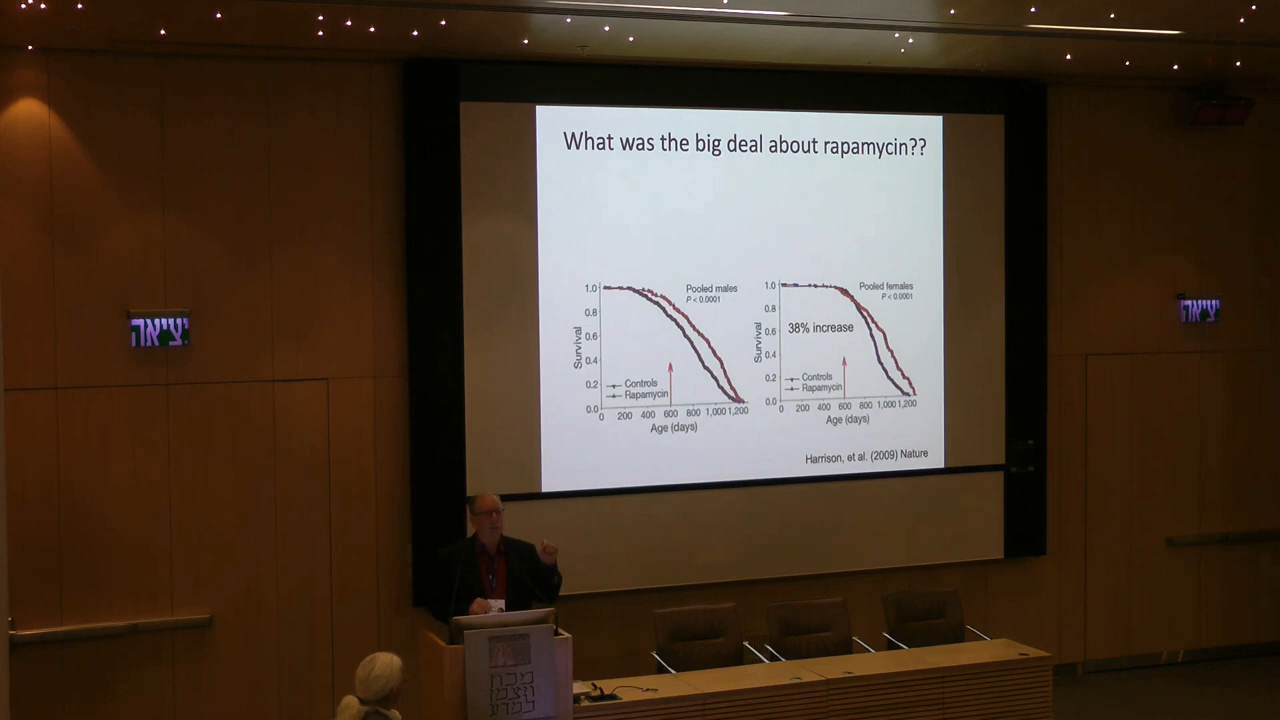 What was the big deal about rapamycin??
Pooled males
P < 0.0001
Survival
1.0
0.8
0.6
0.4
0.2
0.0
Controls
Rapamycin
0 200 400 600 800 1,000 1,200
Age (days)
Pooled females
P < 0.0001
38% increase
Survival
1.0
0.8
0.6
0.4
0.2
0.0
Controls
Rapamycin
0 200 400 600 800 1,000 1,200
Age (days)
Harrison, et al. (2009) Nature
יציאה
יציאה
מכון
ויצמן
למדע